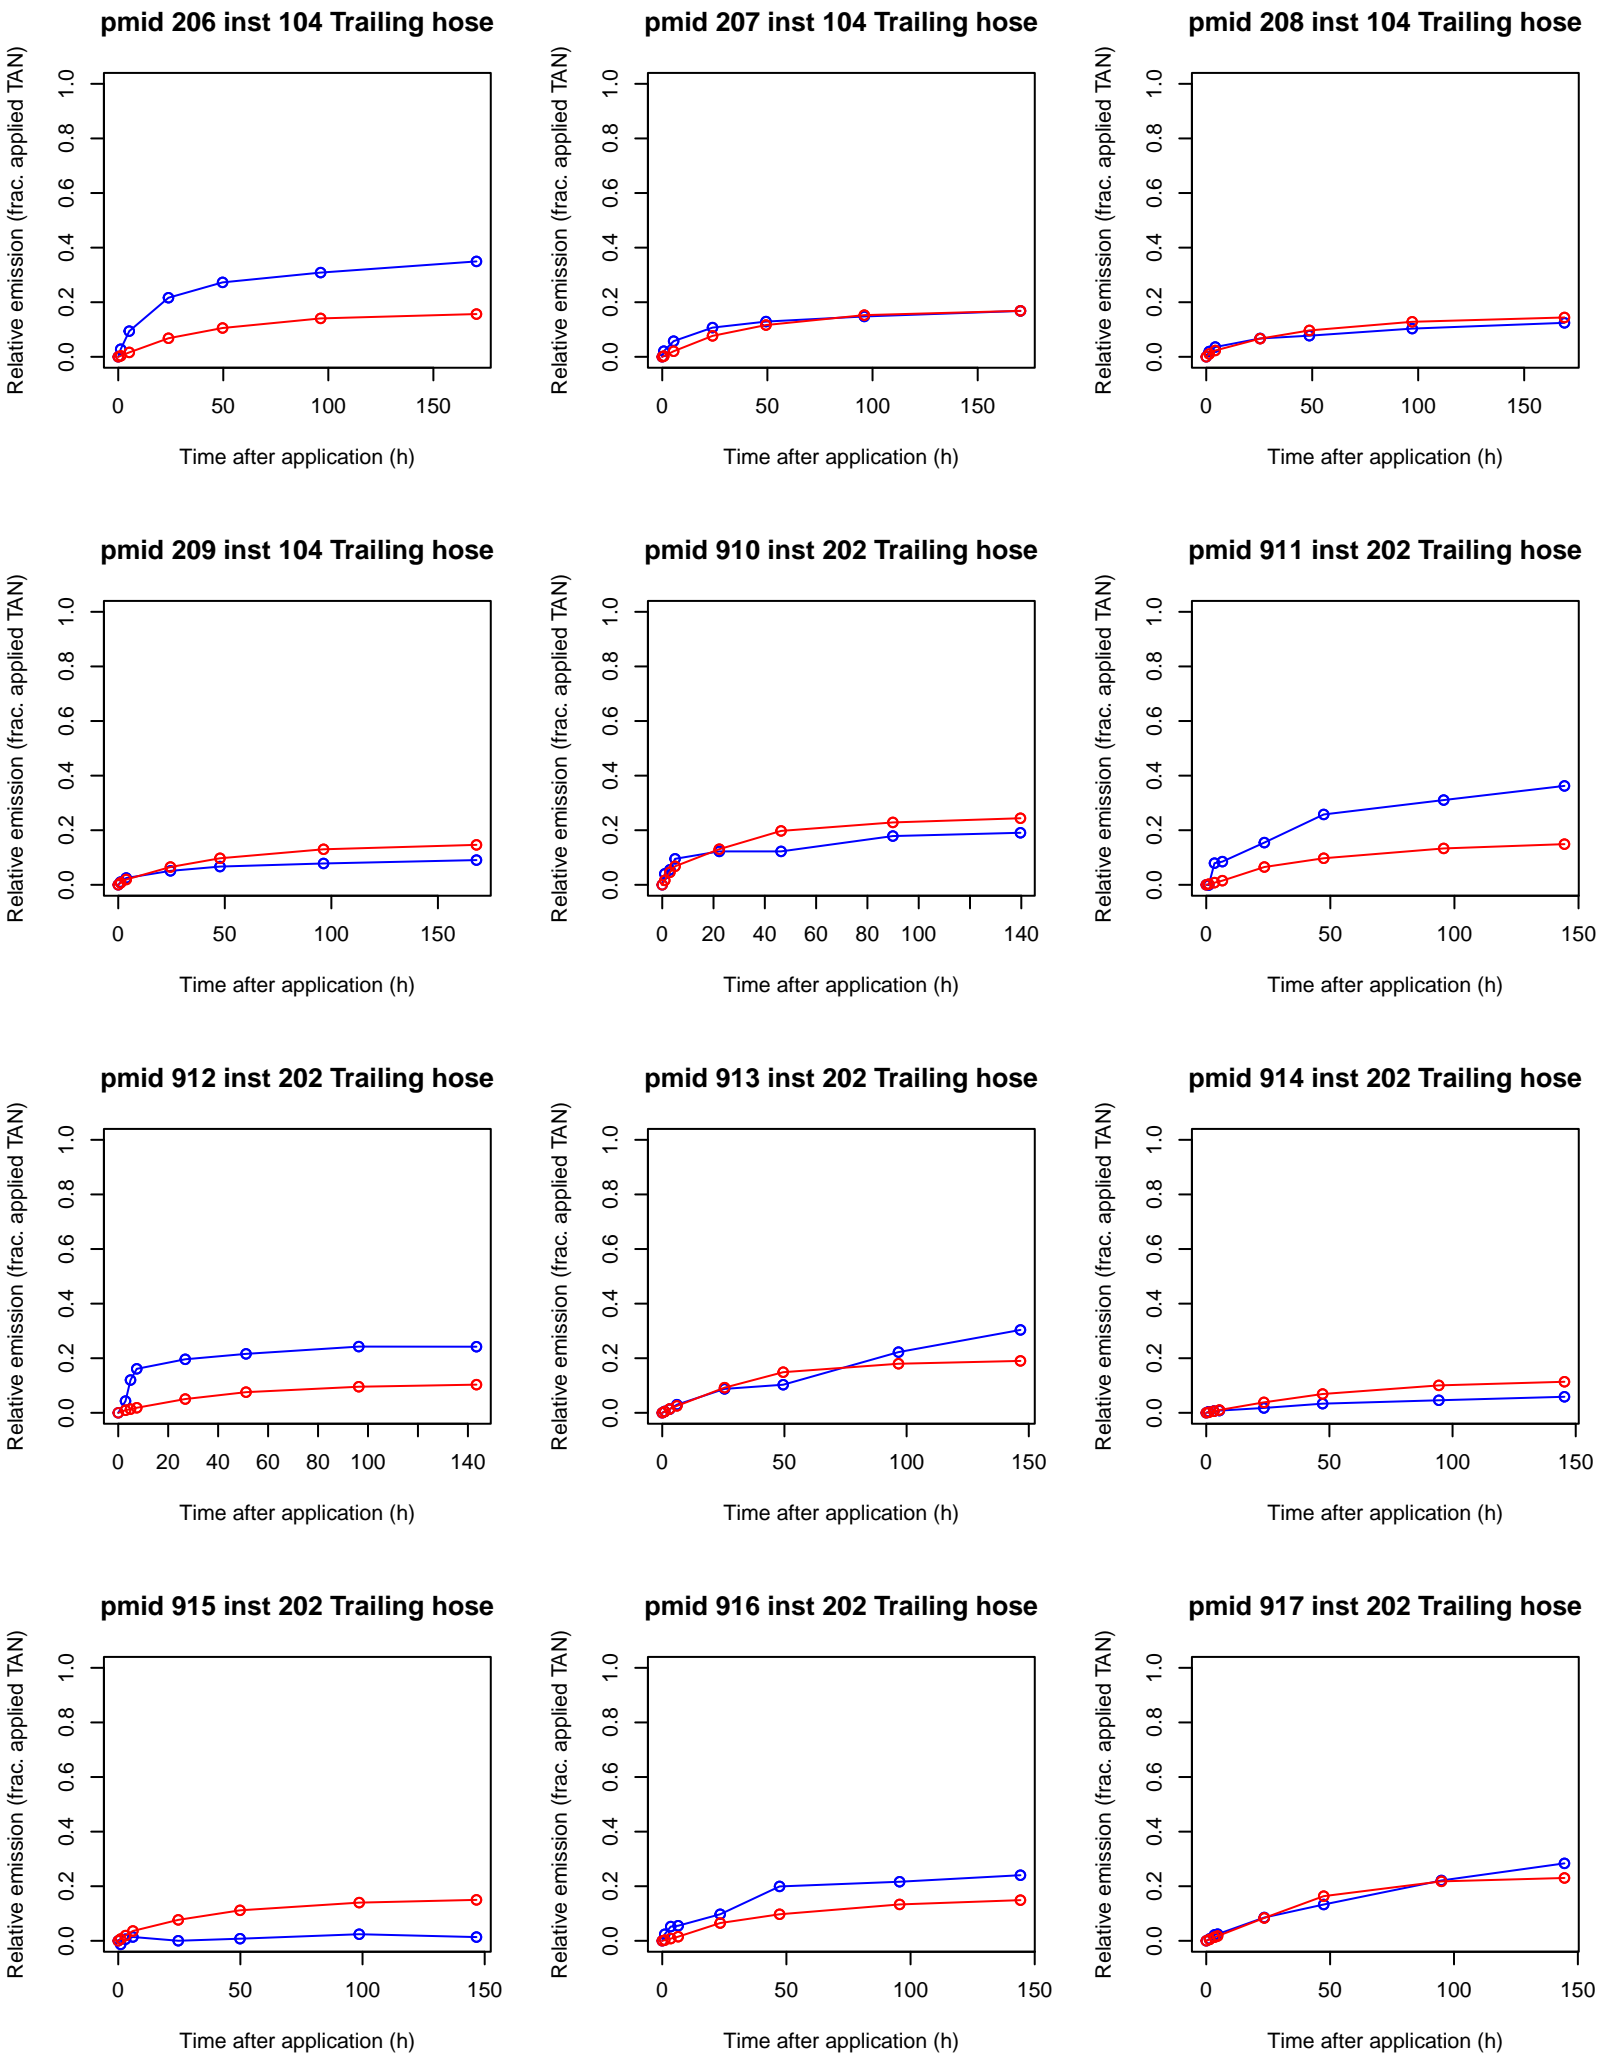 pmid 206 inst 104 Trailing hose
Relative emission (frac. applied TAN)
1.0
0.8
0.6
0.4
0.2
0.0
0 50 100 150
Time after application (h)
pmid 207 inst 104 Trailing hose
Relative emission (frac. applied TAN)
1.0
0.8
0.6
0.4
0.2
0.0
0 50 100 150
Time after application (h)
pmid 208 inst 104 Trailing hose
Relative emission (frac. applied TAN)
1.0
0.8
0.6
0.4
0.2
0.0
0 50 100 150
Time after application (h)
pmid 209 inst 104 Trailing hose
Relative emission (frac. applied TAN)
1.0
0.8
0.6
0.4
0.2
0.0
0 50 100 150
Time after application (h)
pmid 910 inst 202 Trailing hose
Relative emission (frac. applied TAN)
1.0
0.8
0.6
0.4
0.2
0.0
0 20 40 60 80 100 140
Time after application (h)
pmid 911 inst 202 Trailing hose
Relative emission (frac. applied TAN)
1.0
0.8
0.6
0.4
0.2
0.0
0 50 100 150
Time after application (h)
pmid 912 inst 202 Trailing hose
Relative emission (frac. applied TAN)
1.0
0.8
0.6
0.4
0.2
0.0
0 20 40 60 80 100 140
Time after application (h)
pmid 913 inst 202 Trailing hose
Relative emission (frac. applied TAN)
1.0
0.8
0.6
0.4
0.2
0.0
0 50 100 150
Time after application (h)
pmid 914 inst 202 Trailing hose
Relative emission (frac. applied TAN)
1.0
0.8
0.6
0.4
0.2
0.0
0 50 100 150
Time after application (h)
pmid 915 inst 202 Trailing hose
Relative emission (frac. applied TAN)
1.0
0.8
0.6
0.4
0.2
0.0
0 50 100 150
Time after application (h)
pmid 916 inst 202 Trailing hose
Relative emission (frac. applied TAN)
1.0
0.8
0.6
0.4
0.2
0.0
0 50 100 150
Time after application (h)
pmid 917 inst 202 Trailing hose
Relative emission (frac. applied TAN)
1.0
0.8
0.6
0.4
0.2
0.0
0 50 100 150
Time after application (h)